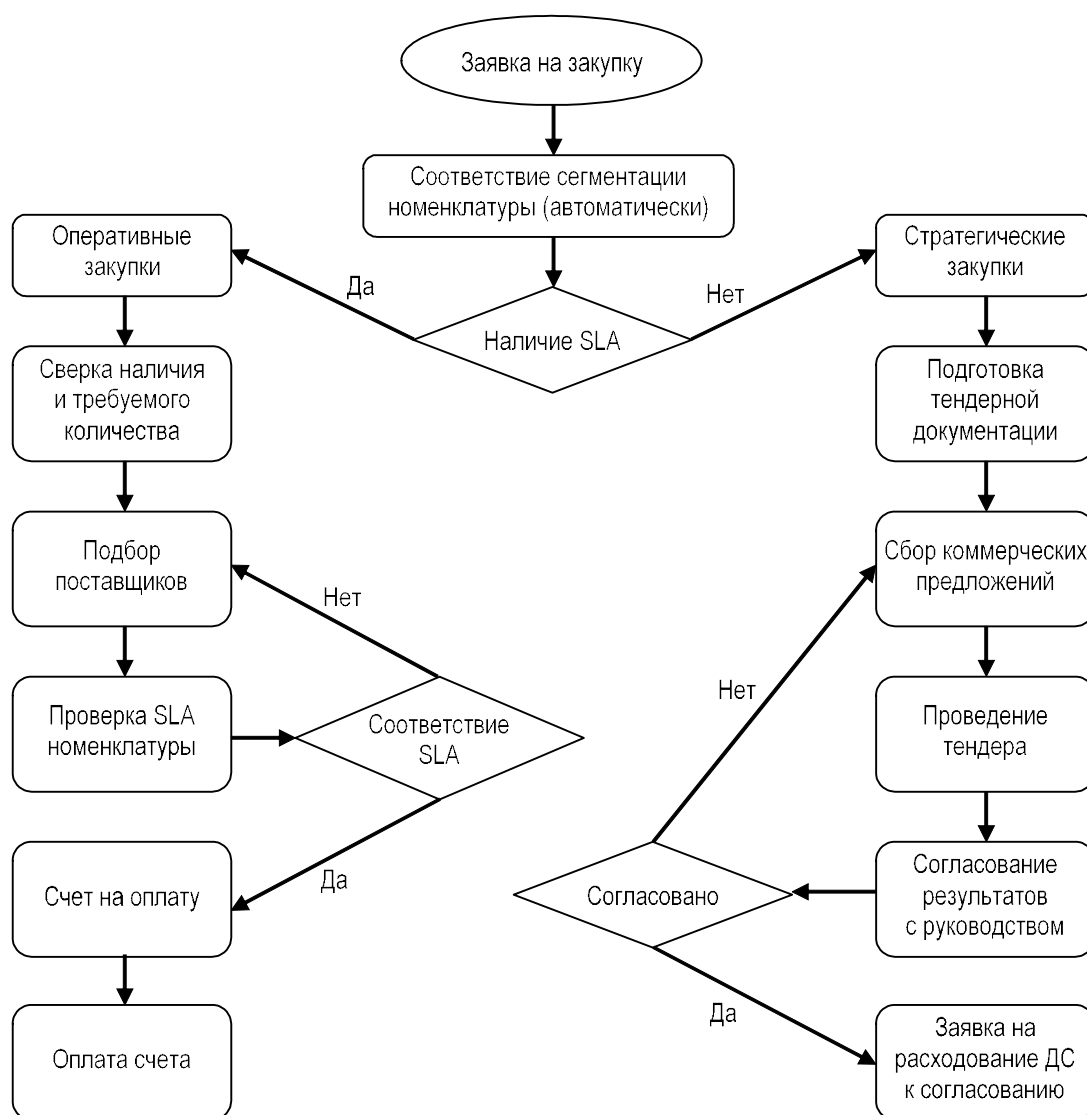 Заявка на закупку
Соответствие сегментации
номенклатуры (автоматически)
Оперативные
закупки
Стратегические
закупки
Да
Нет
Наличие SLA
Сверка наличия
и требуемого
количества
Подготовка
тендерной
документации
Подбор
поставщиков
Сбор коммерческих
предложений
Нет
Нет
Проверка SLA
номенклатуры
Соответствие
SLA
Проведение
тендера
Счет на оплату
Да
Согласовано
Согласование
результатов
с руководством
Да
Оплата счета
Заявка на
расходование ДС
к согласованию